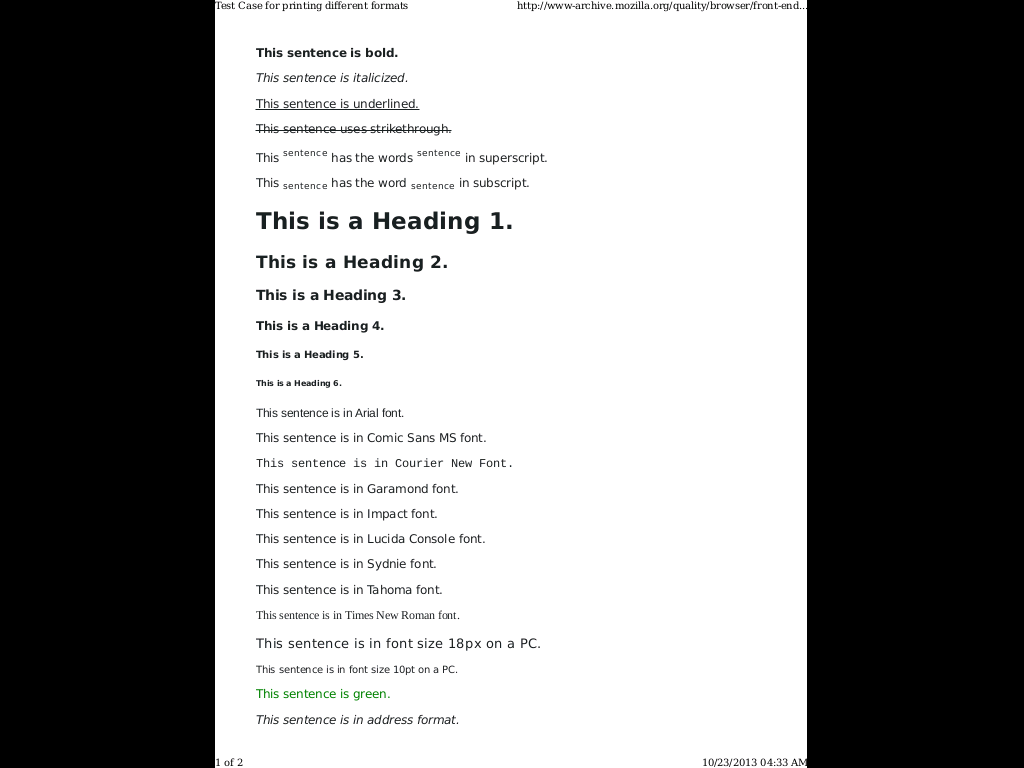 Test Case for printing different formats http://www-archive.mozilla.org/quality/browser/front-end...
This sentence is bold.
This sentence is italicized.
This sentence is underlined.
This sentence uses strikethrough.
This sentence has the words sentence in superscript.
This sentence has the word sentence in subscript.
This is a Heading 1.
This is a Heading 2.
This is a Heading 3.
This is a Heading 4.
This is a Heading 5.
This is a Heading 6.
This sentence is in Arial font.
This sentence is in Comic Sans MS font.
This sentence is in Courier New Font.
This sentence is in Garamond font.
This sentence is in Impact font.
This sentence is in Lucida Console font.
This sentence is in Sydnie font.
This sentence is in Tahoma font.
This sentence is in Times New Roman font.
This sentence is in font size 18px on a PC.
This sentence is in font size 10pt on a PC.
This sentence is green.
This sentence is in address format.
1 of 2 10/23/2013 04:33 AM